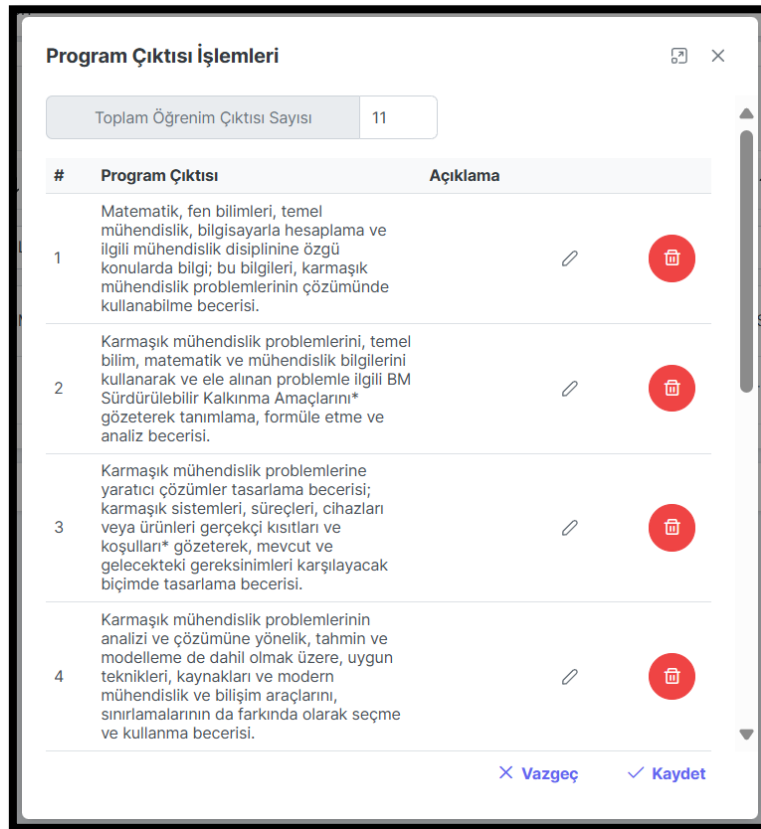 Program Çıktısı İşlemleri
Toplam Öğrenim Çıktısı Sayısı 11
# Program Çıktısı Açıklama
1
Matematik, fen bilimleri, temel
mühendislik, bilgisayarla hesaplama ve
ilgili mühendislik disiplinine özgü
konularda bilgi; bu bilgileri, karmaşık
mühendislik problemlerinin çözümünde
kullanabilme becerisi.
2
Karmaşık mühendislik problemlerini, temel
bilim, matematik ve mühendislik bilgilerini
kullanarak ve ele alınan problemle ilgili BM
Sürdürülebilir Kalkınma Amaçlarını*
gözeterek tanımlama, formüle etme ve
analiz becerisi.
3
Karmaşık mühendislik problemlerine
yaratıcı çözümler tasarlama becerisi;
karmaşık sistemleri, süreçleri, cihazları
veya ürünleri gerçekçi kısıtları ve
koşulları* gözeterek, mevcut ve
gelecekteki gereksinimleri karşılayacak
biçimde tasarlama becerisi.
4
Karmaşık mühendislik problemlerinin
analizi ve çözümüne yönelik, tahmin ve
modelleme de dahil olmak üzere, uygun
teknikleri, kaynakları ve modern
mühendislik ve bilişim araçlarını,
sınırlamalarının da farkında olarak seçme
ve kullanma becerisi.
Vazgeç Kaydet